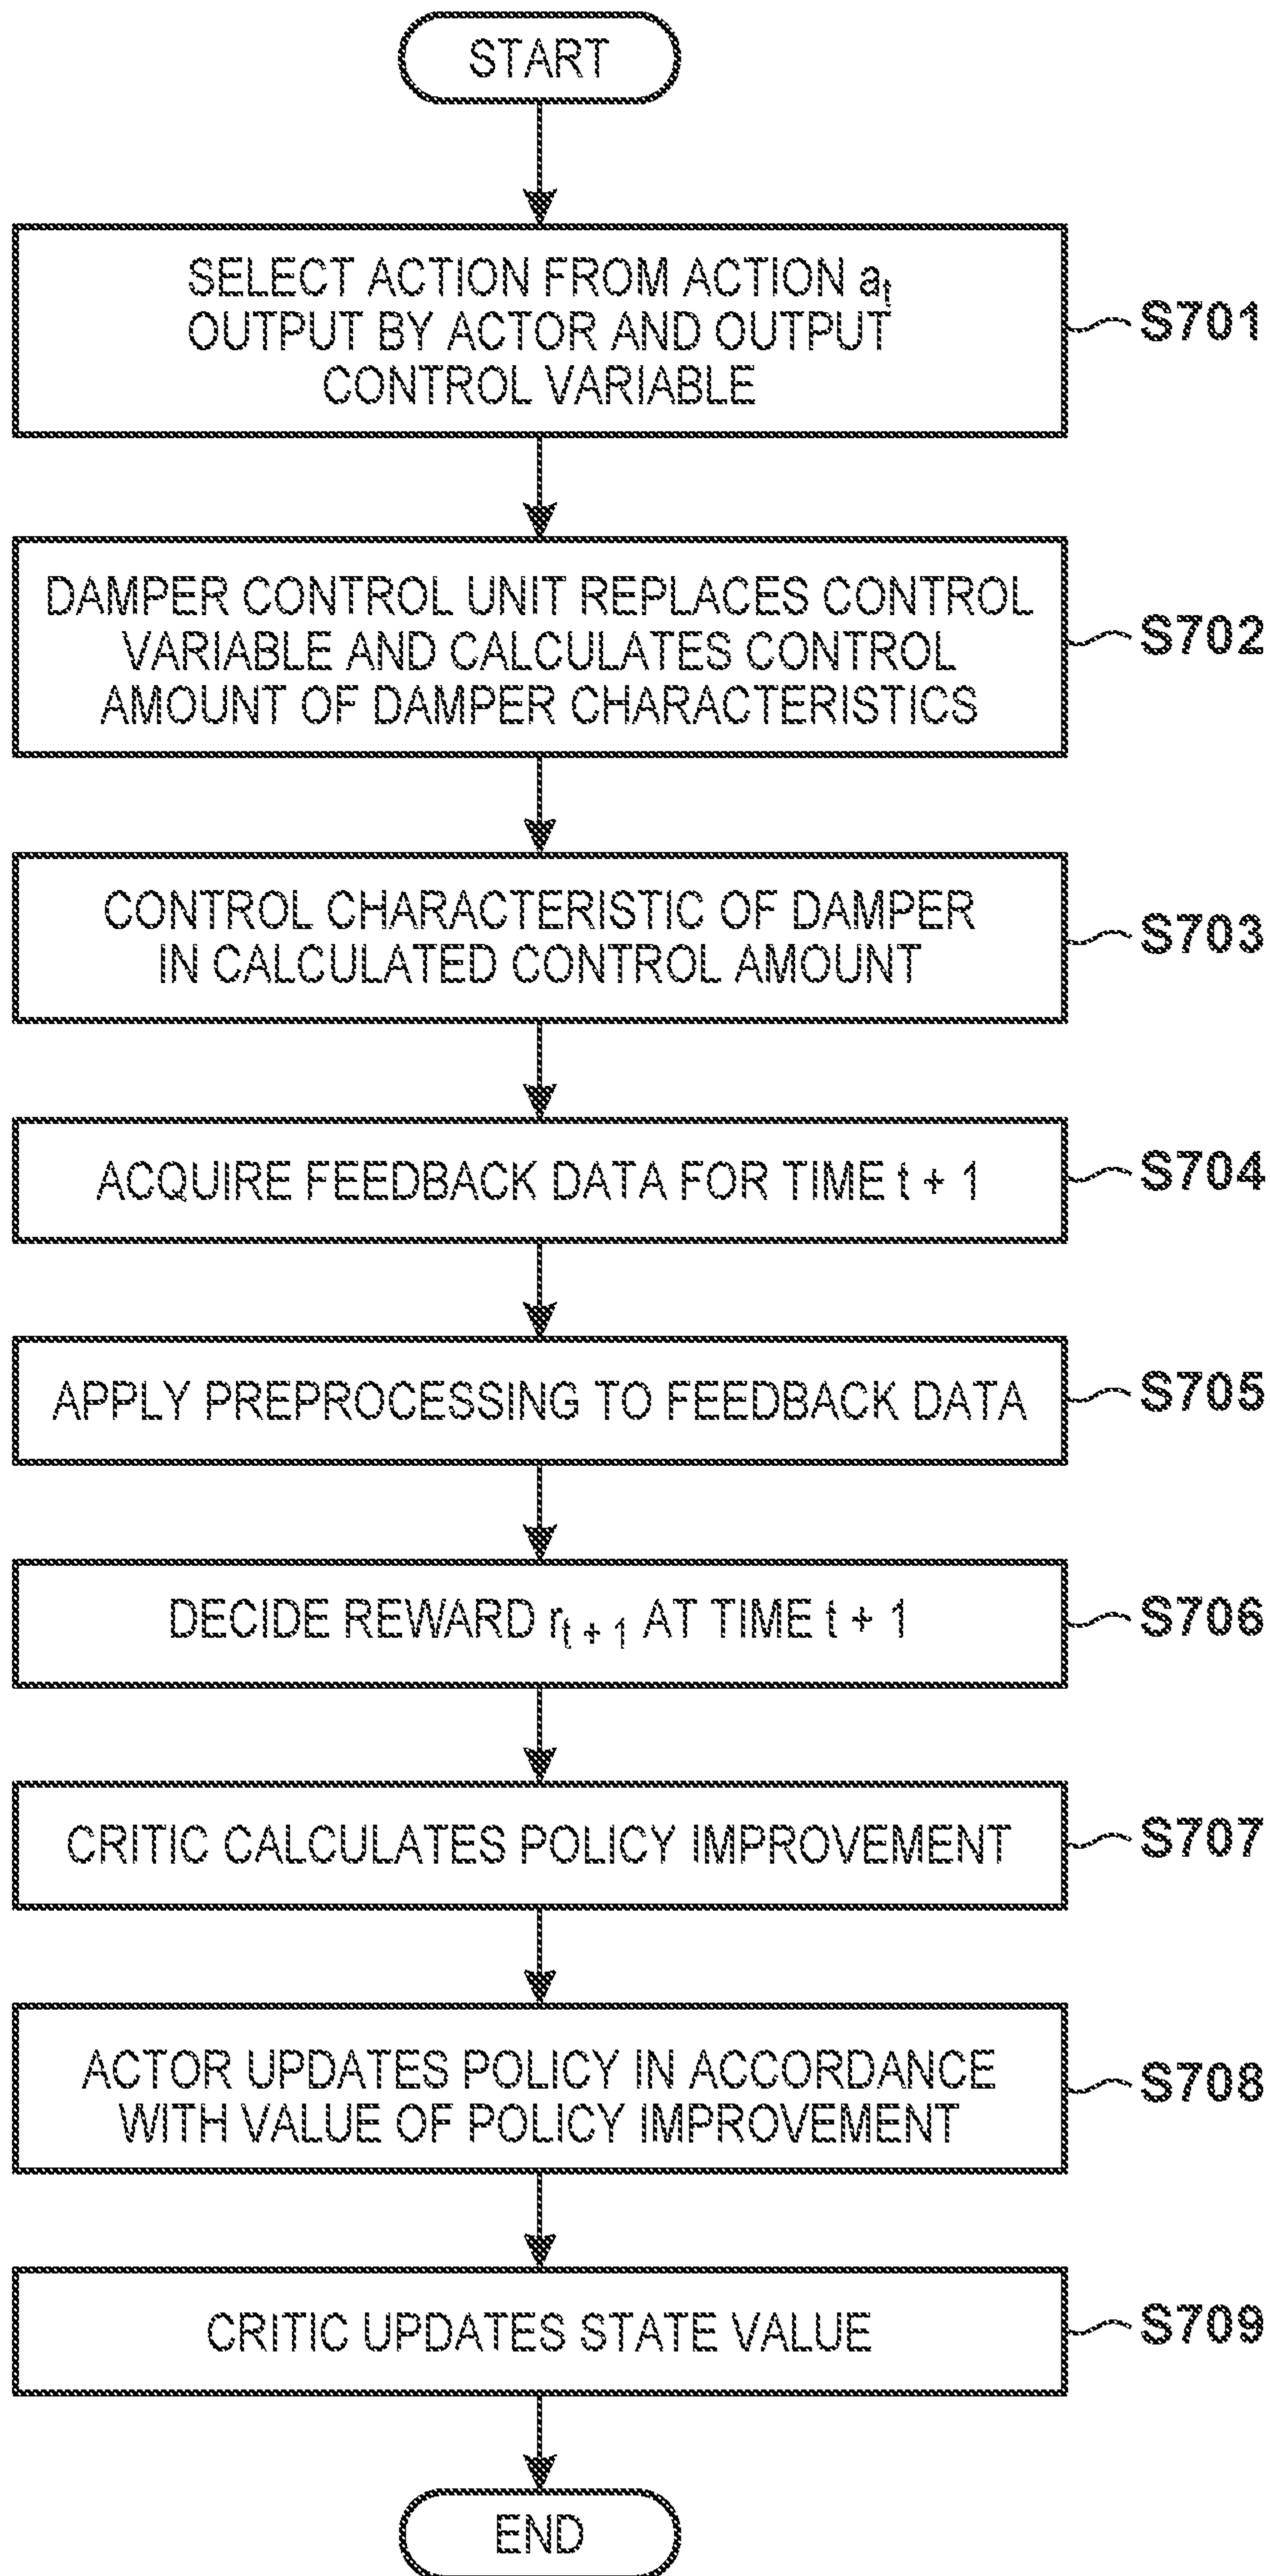 START
SELECT ACTION FROM ACTION aₜ
OUTPUT BY ACTOR AND OUTPUT
CONTROL VARIABLE
S701
DAMPER CONTROL UNIT REPLACES CONTROL
VARIABLE AND CALCULATES CONTROL
AMOUNT OF DAMPER CHARACTERISTICS
S702
CONTROL CHARACTERISTIC OF DAMPER
IN CALCULATED CONTROL AMOUNT
S703
ACQUIRE FEEDBACK DATA FOR TIME t + 1
S704
APPLY PREPROCESSING TO FEEDBACK DATA
S705
DECIDE REWARD rₜ ₊ ₁ AT TIME t + 1
S706
CRITIC CALCULATES POLICY IMPROVEMENT
S707
ACTOR UPDATES POLICY IN ACCORDANCE
WITH VALUE OF POLICY IMPROVEMENT
S708
CRITIC UPDATES STATE VALUE
S709
END